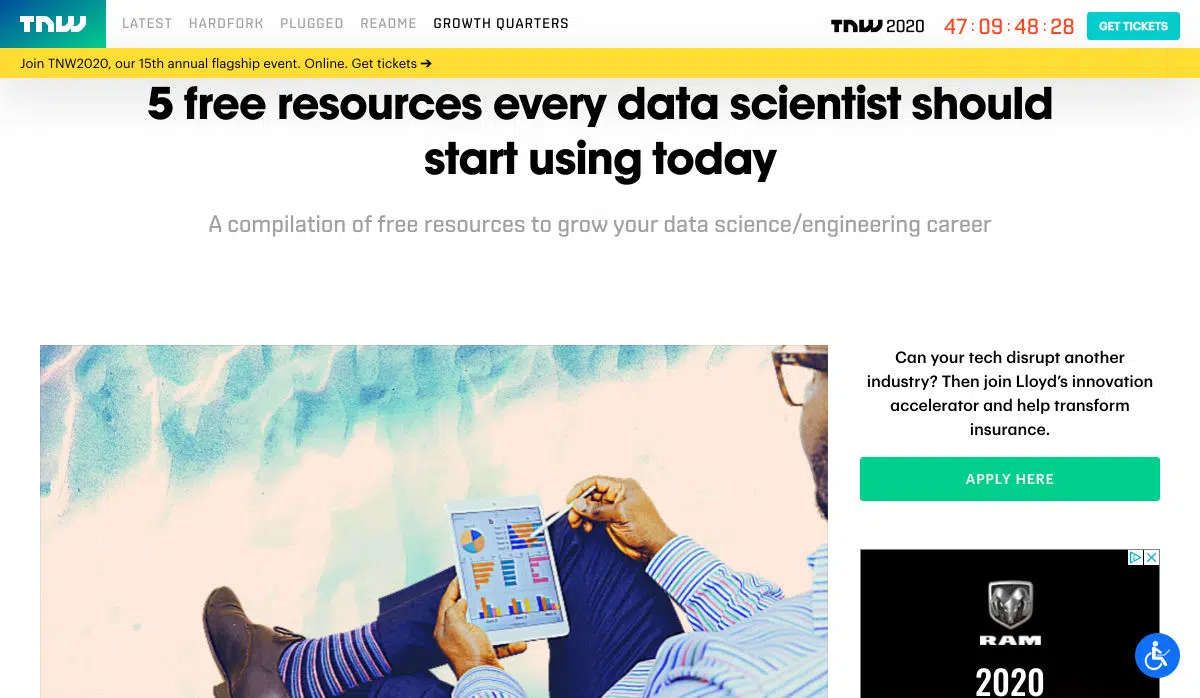 TNW
LATEST HARDFORK PLUGGED README GROWTH QUARTERS
TNW 2020 47:09:48:28 GET TICKETS
Join TNW2020, our 15th annual flagship event. Online. Get tickets →
5 free resources every data scientist should
start using today
A compilation of free resources to grow your data science/engineering career
Can your tech disrupt another
industry? Then join Lloyd's innovation
accelerator and help transform
insurance.
APPLY HERE
RAM
2020